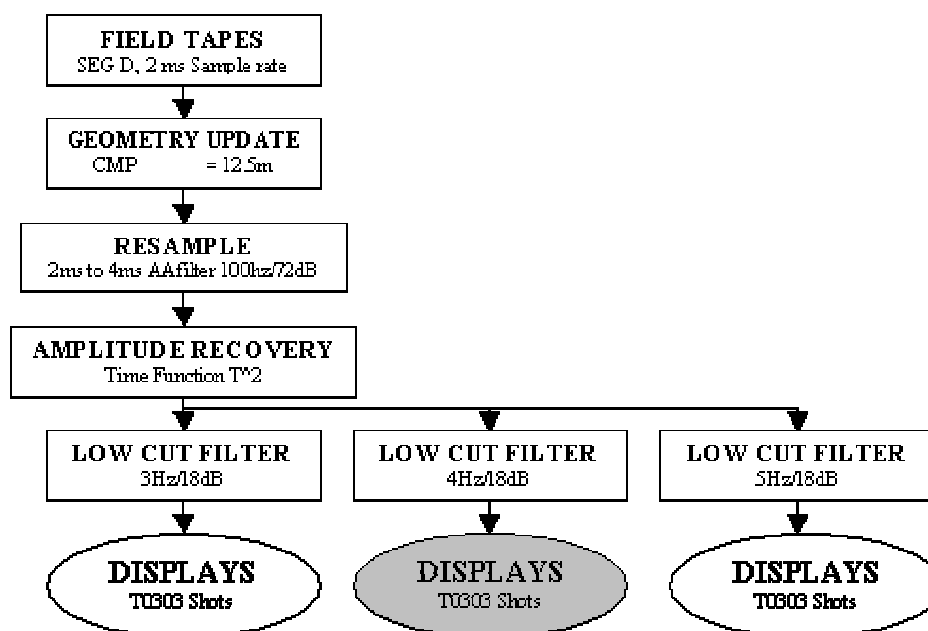 FIELD TAPES
SEG D, 2 ms Sample rate
GEOMETRY UPDATE
CMP = 12.5m
RESAMPLE
2ms to 4ms AAfilter 100hz/72dB
AMPLITUDE RECOVERY
Time Function T^2
LOW CUT FILTER
3Hz/18dB
LOW CUT FILTER
4Hz/18dB
LOW CUT FILTER
5Hz/18dB
DISPLAYS
T0303 Shots
DISPLAYS
T0303 Shots
DISPLAYS
T0303 Shots